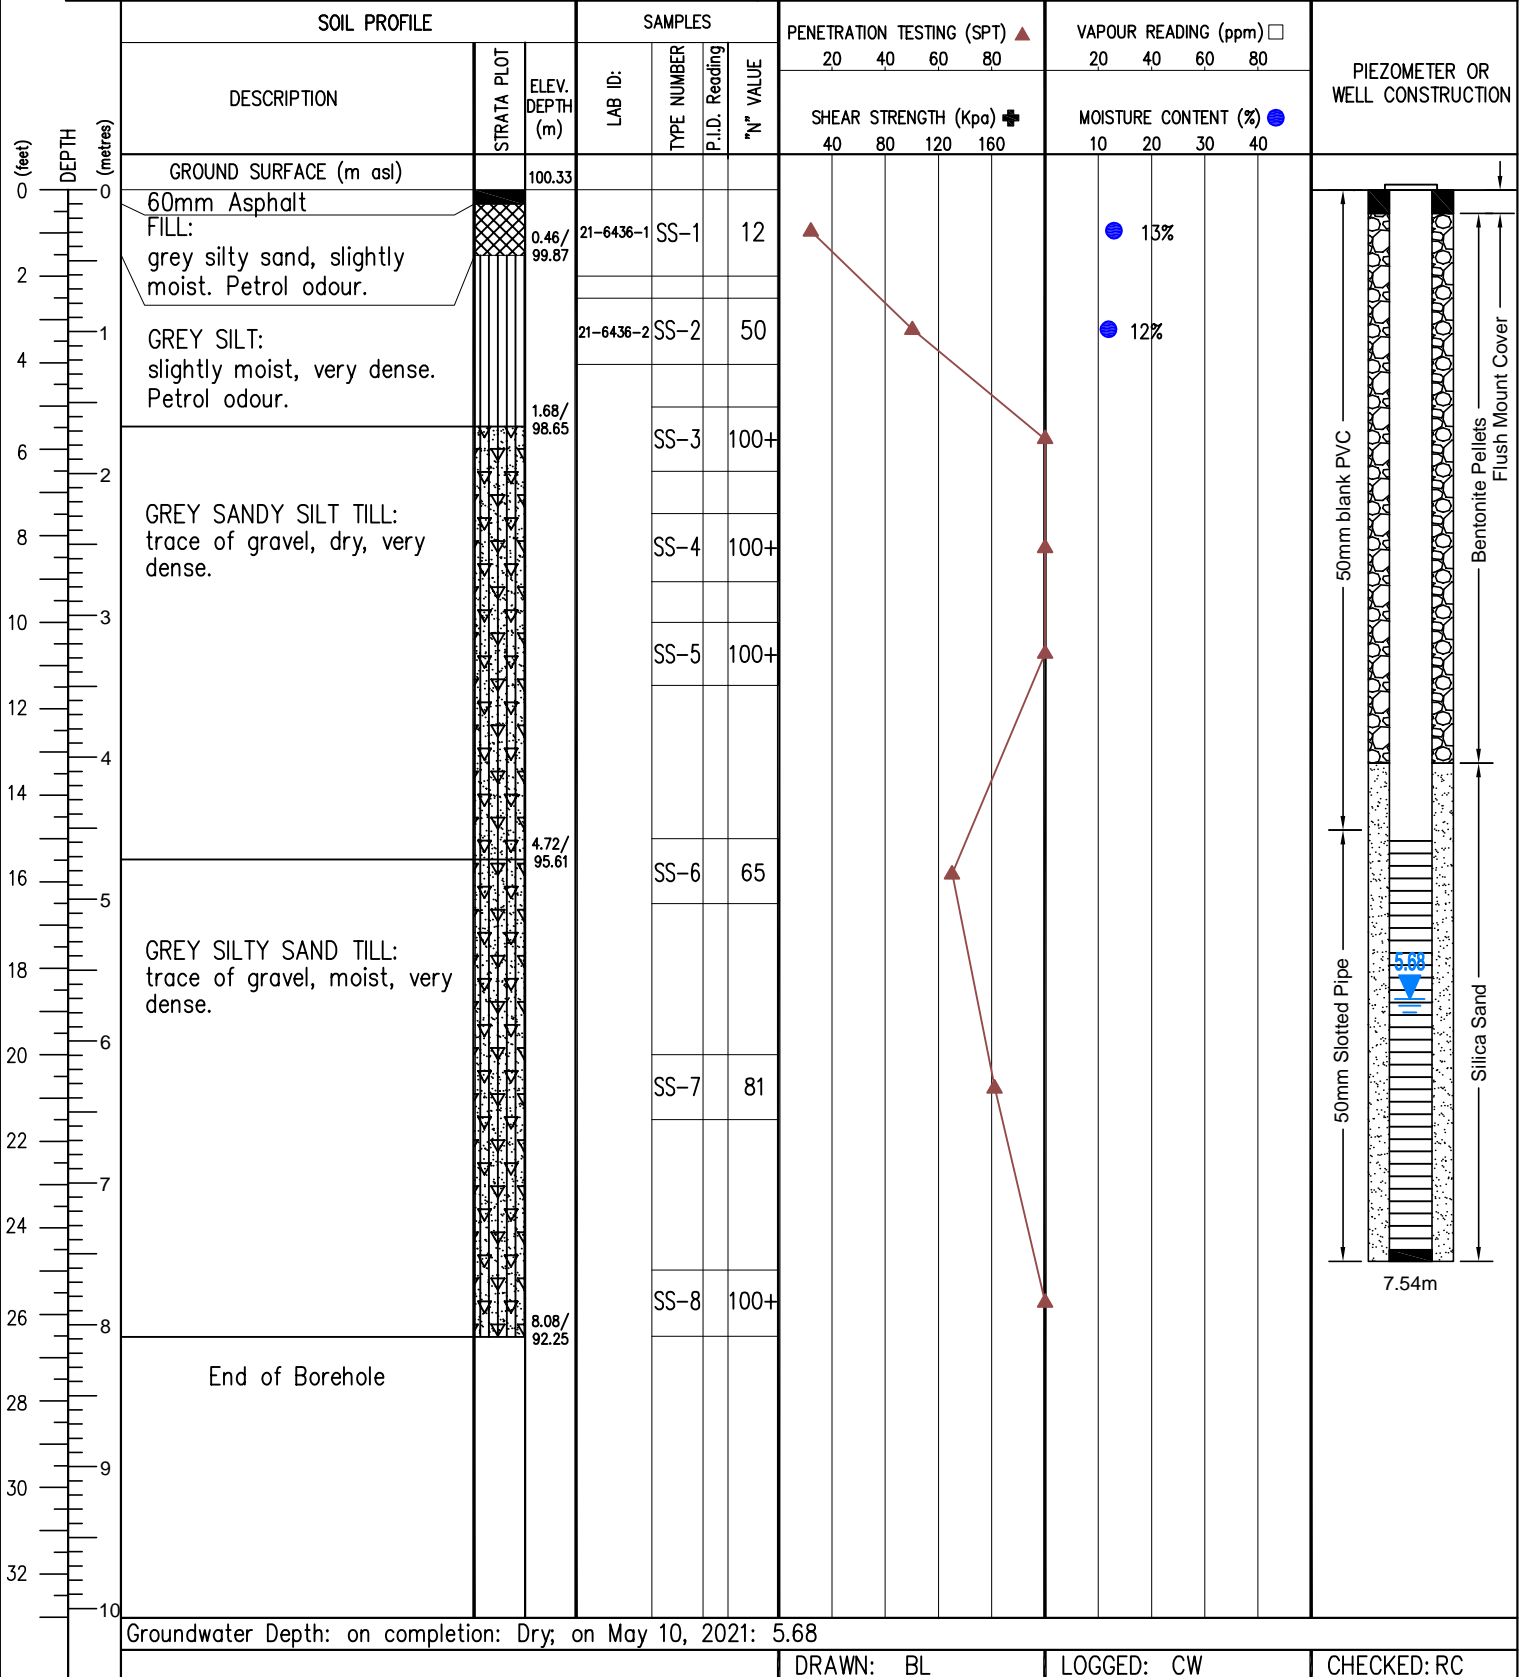 SOIL PROFILE
SAMPLES
PENETRATION TESTING (SPT)
20 40 60 80
VAPOUR READING (ppm)
20 40 60 80
PIEZOMETER OR
WELL CONSTRUCTION
DEPTH
(feet)
(metres)
DESCRIPTION
STRATA PLOT
ELEV.
DEPTH
(m)
LAB ID:
TYPE NUMBER
P.I.D. Reading
"N" VALUE
SHEAR STRENGTH (Kpa)
40 80 120 160
MOISTURE CONTENT (%)
10 20 30 40
GROUND SURFACE (m asl)
100.33
60mm Asphalt
FILL:
grey silty sand, slightly
moist. Petrol odour.
0.46/
99.87
21-6436-1 SS-1 12
13%
GREY SILT:
slightly moist, very dense.
Petrol odour.
21-6436-2 SS-2 50
12%
1.68/
98.65
SS-3 100+
GREY SANDY SILT TILL:
trace of gravel, dry, very
dense.
SS-4 100+
SS-5 100+
4.72/
95.61
SS-6 65
GREY SILTY SAND TILL:
trace of gravel, moist, very
dense.
SS-7 81
SS-8 100+
8.08/
92.25
End of Borehole
0
2
4
6
8
10
12
14
16
18
20
22
24
26
28
30
32
0
1
2
3
4
5
6
7
8
9
10
50mm blank PVC
Bentonite Pellets
Flush Mount Cover
50mm Slotted Pipe
5.68
Silica Sand
7.54m
Groundwater Depth: on completion: Dry; on May 10, 2021: 5.68
DRAWN: BL
LOGGED: CW
CHECKED: RC